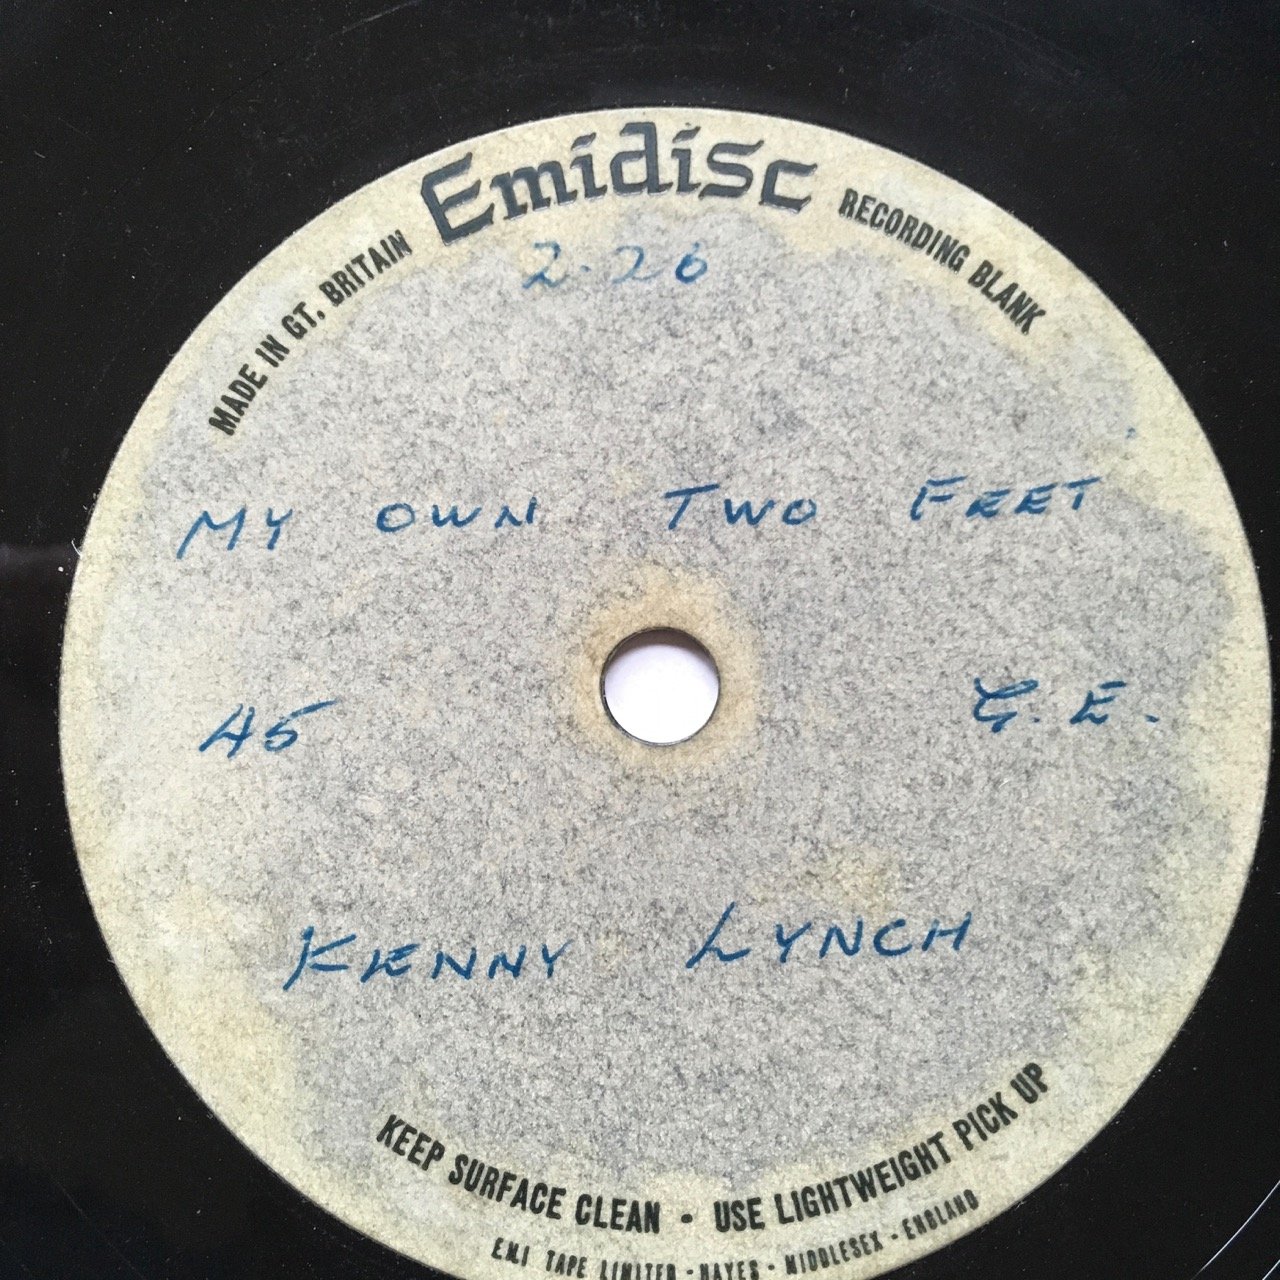 Emidisc
MADE IN GT. BRITAIN
RECORDING BLANK
2.26
MY OWN TWO FEET
45
G.E.
KENNY LYNCH
KEEP SURFACE CLEAN • USE LIGHTWEIGHT PICK UP
E.M.I TAPE LIMITED • HAYES • MIDDLESEX • ENGLAND